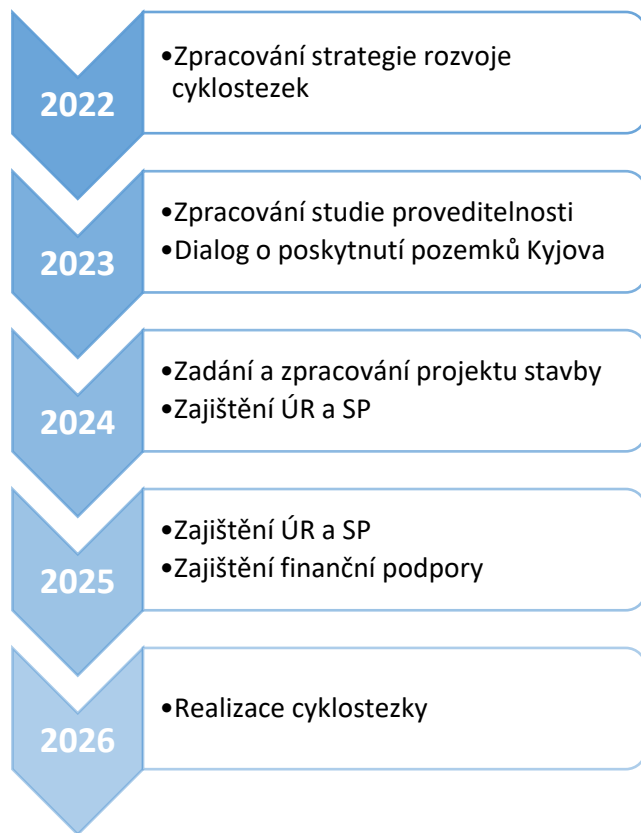 2022
•Zpracování strategie rozvoje
cyklostezek
2023
•Zpracování studie proveditelnosti
•Dialog o poskytnutí pozemků Kyjova
2024
•Zadání a zpracování projektu stavby
•Zajištění ÚR a SP
2025
•Zajištění ÚR a SP
•Zajištění finanční podpory
2026
•Realizace cyklostezky